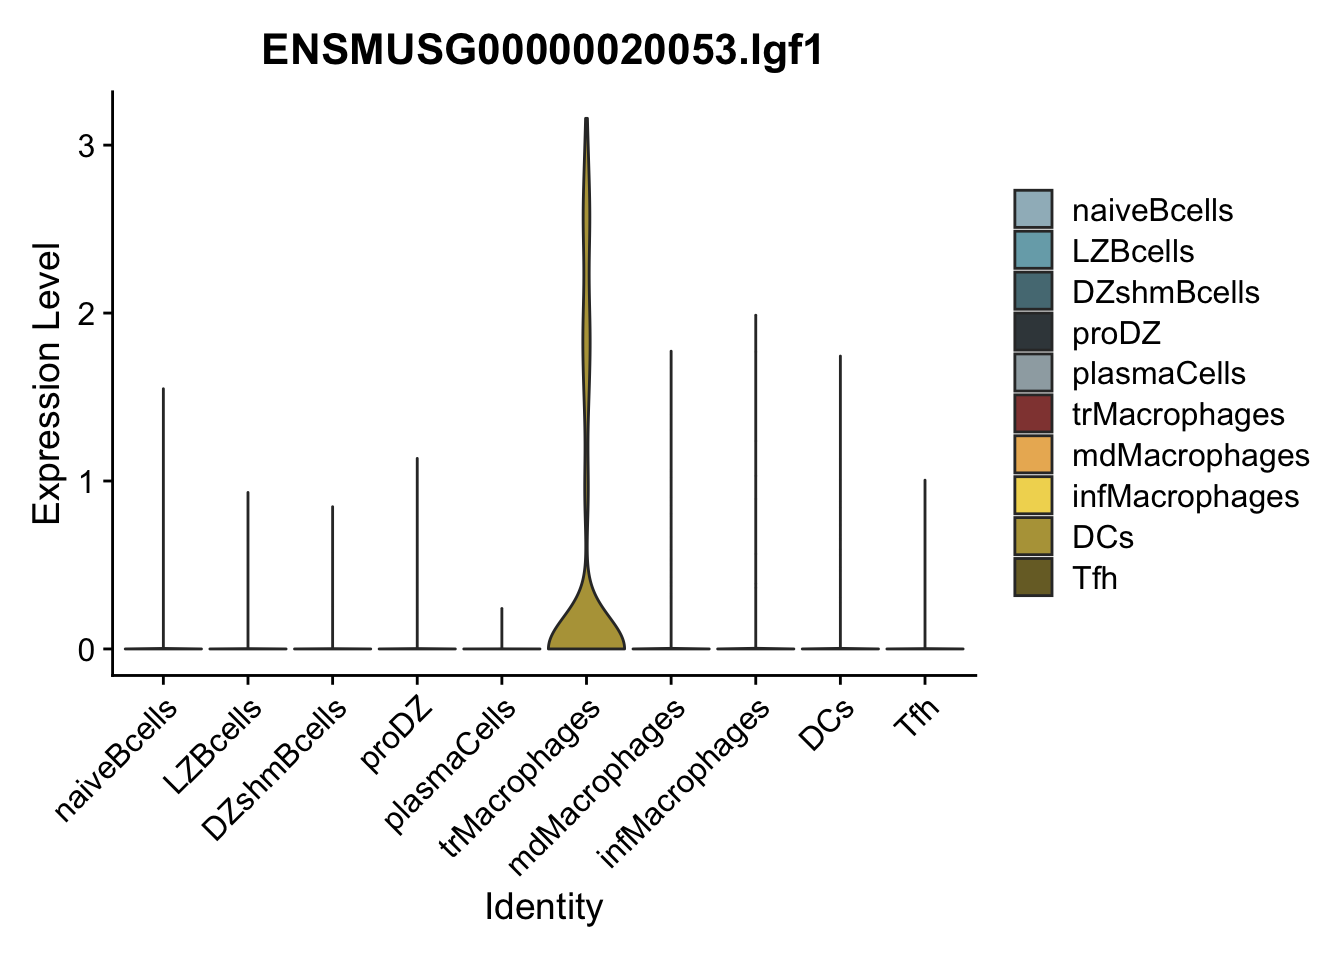 ENSMUSG00000020053.Igf1
Expression Level
3
2
1
0
naiveBcells
LZBcells
DZshmBcells
proDZ
plasmaCells
trMacrophages
mdMacrophages
infMacrophages
DCs
Tfh
Identity
naiveBcells
LZBcells
DZshmBcells
proDZ
plasmaCells
trMacrophages
mdMacrophages
infMacrophages
DCs
Tfh